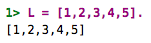 1> L = [1,2,3,4,5].
[1,2,3,4,5]